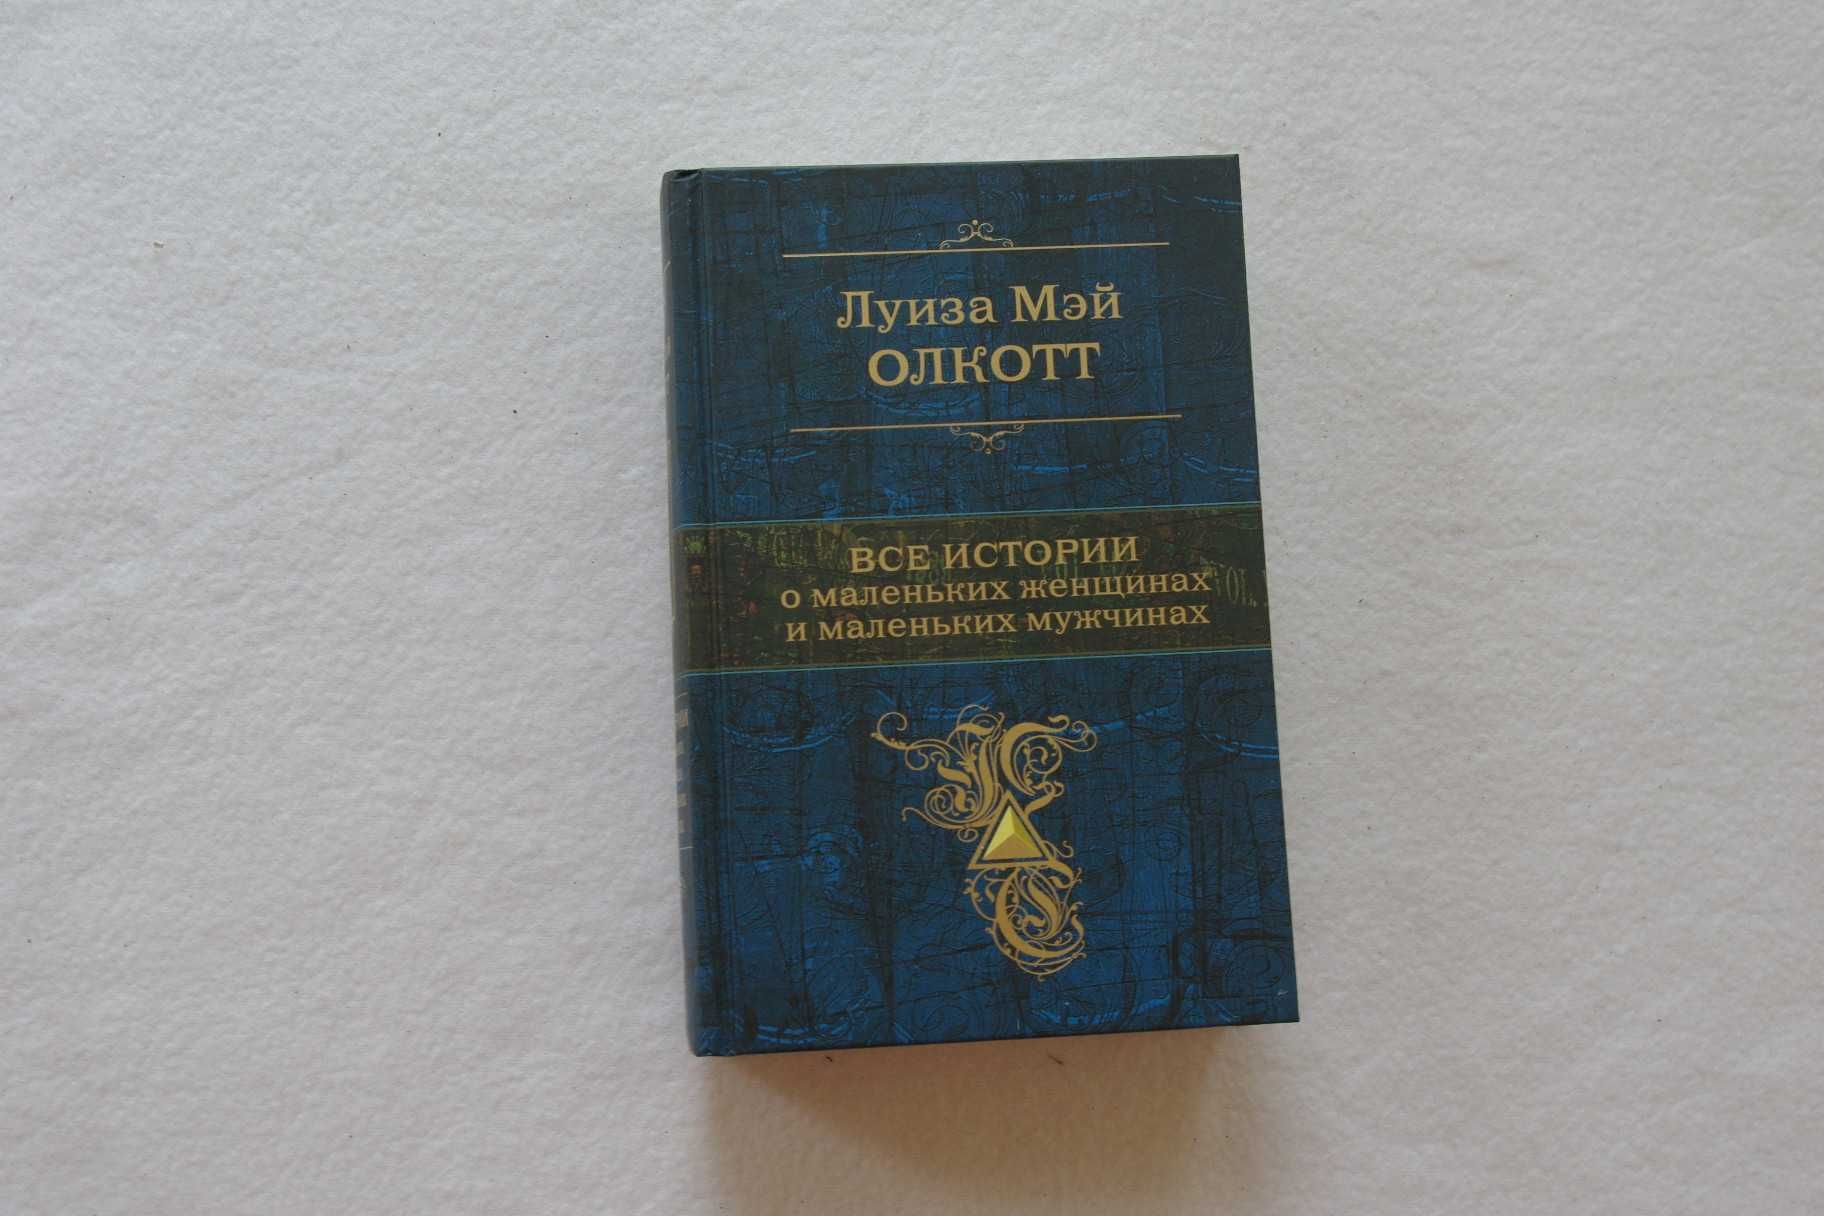 Луиза Мэй
ОЛКОТТ
ВСЕ ИСТОРИИ
о маленьких женщинах
и маленьких мужчинах